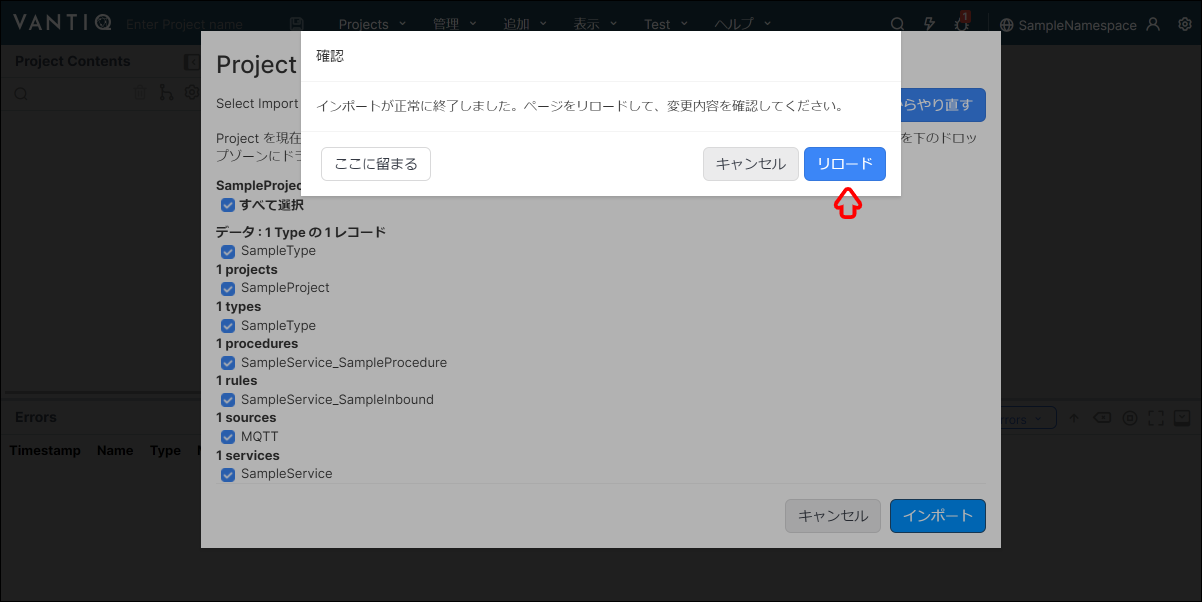 VANTIQ Enter Project name Projects 管理 追加 表示 Test ヘルプ 1 SampleNamespace
Project Contents
Project
確認
Select Import
インポートが正常に終了しました。ページをリロードして、変更内容を確認してください。
からやり直す
Project を現在
を下のドロッ
プゾーンにド
ここに留まる キャンセル リロード
SampleProjec
すべて選択
データ : 1 Type の 1 レコード
SampleType
1 projects
SampleProject
1 types
SampleType
1 procedures
SampleService_SampleProcedure
1 rules
SampleService_SampleInbound
1 sources
MQTT
1 services
SampleService
Errors
Timestamp Name Type
キャンセル インポート